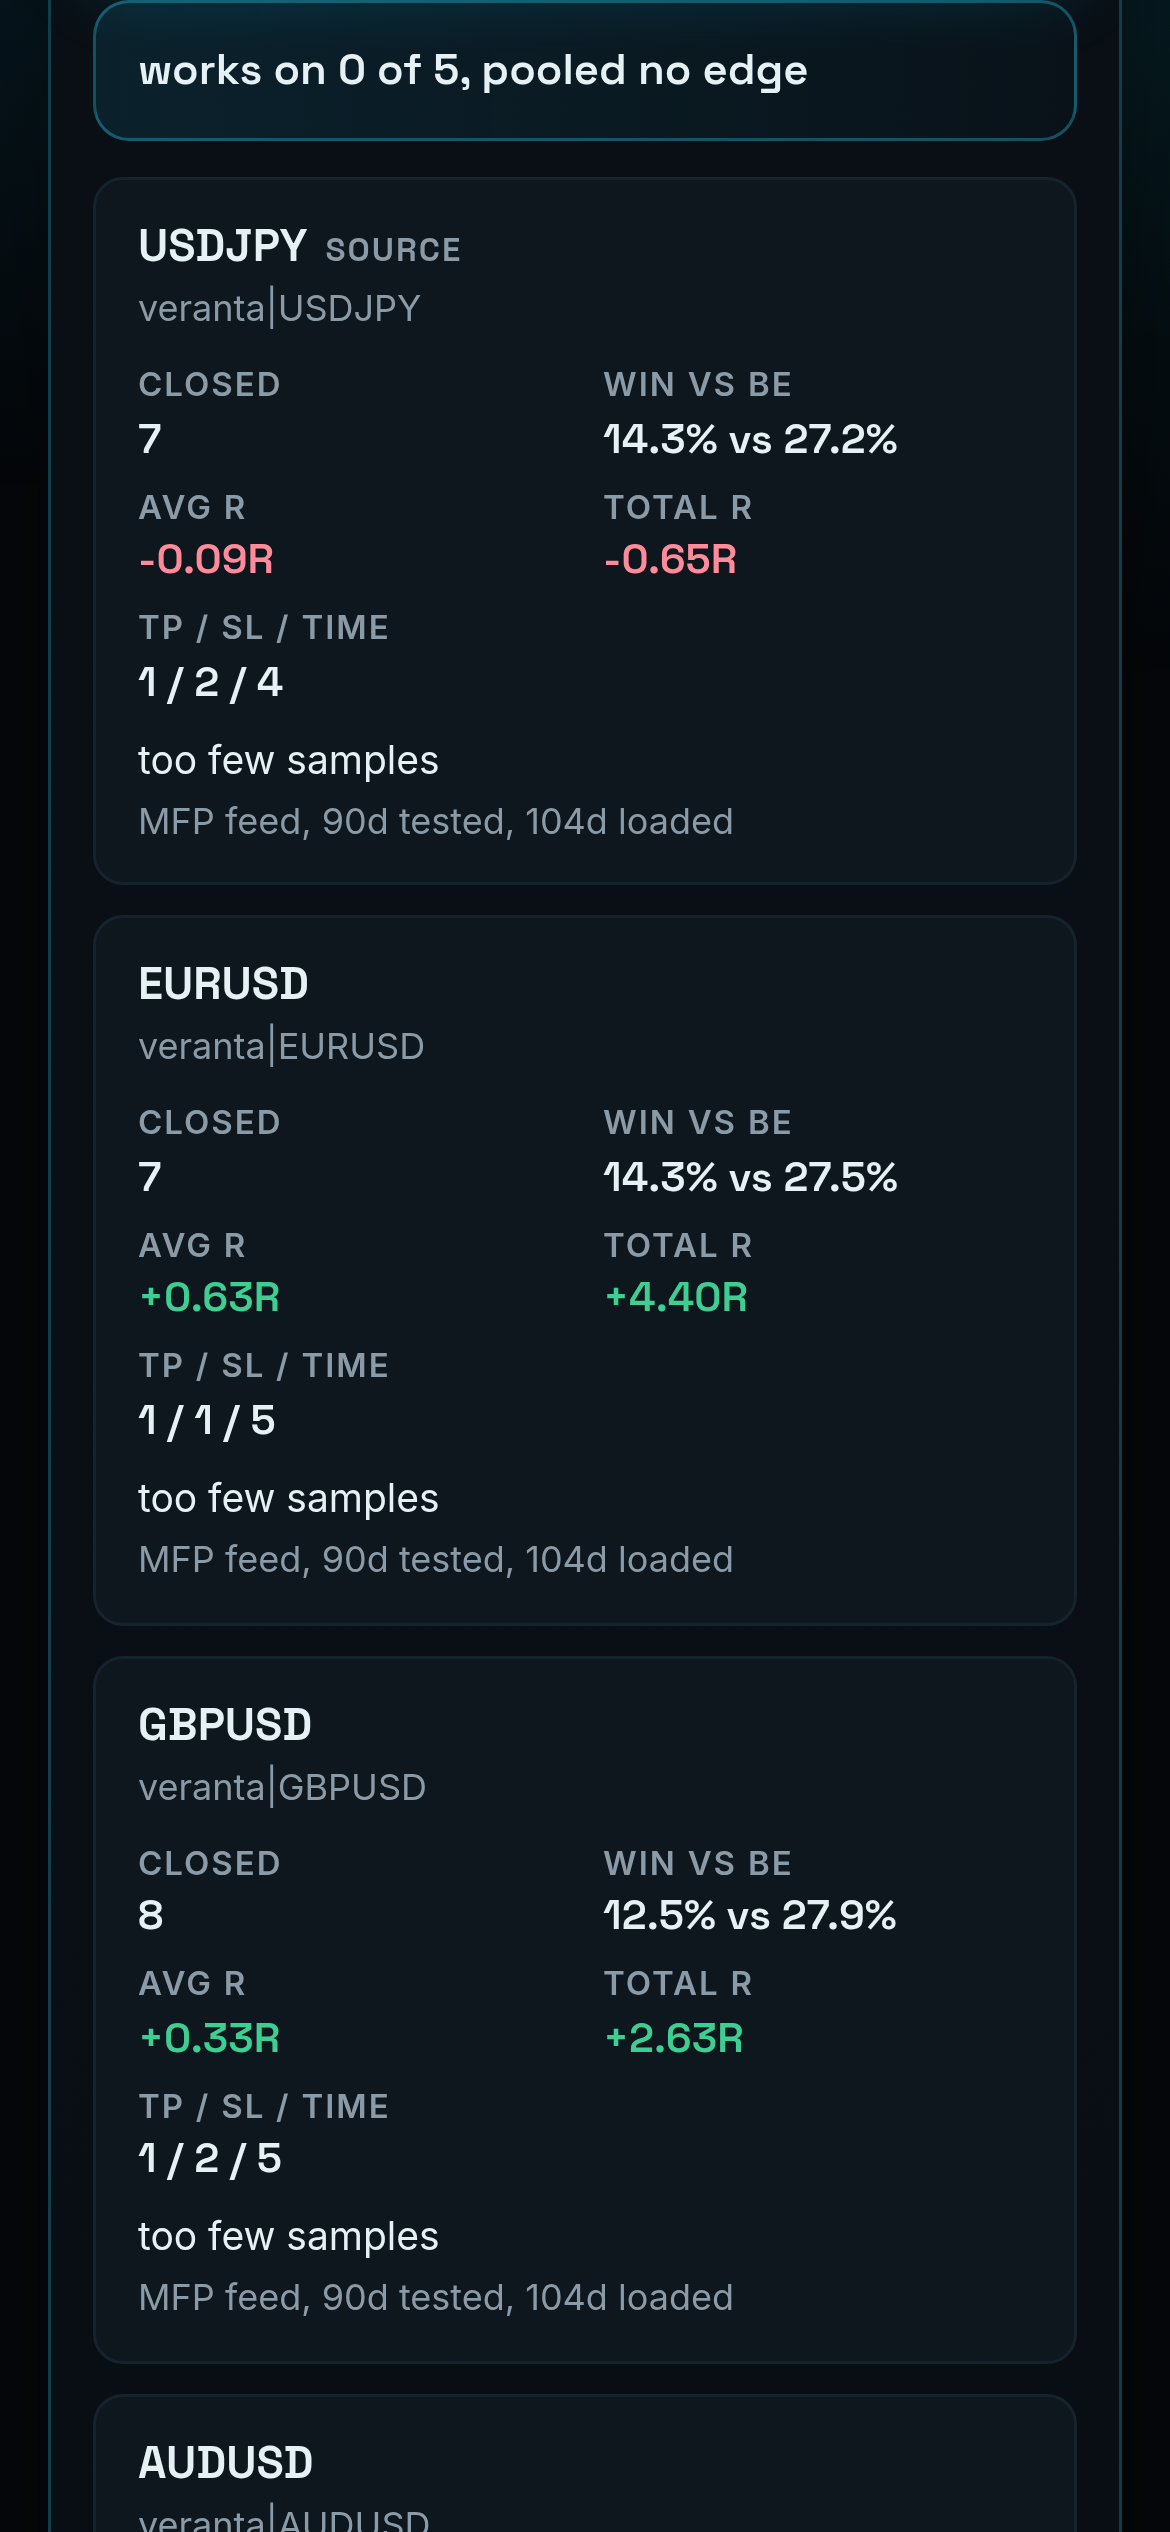 works on 0 of 5, pooled no edge
USDJPY SOURCE
veranta|USDJPY
CLOSED WIN VS BE
7 14.3% vs 27.2%
AVG R TOTAL R
-0.09R -0.65R
TP / SL / TIME
1 / 2 / 4
too few samples
MFP feed, 90d tested, 104d loaded
EURUSD
veranta|EURUSD
CLOSED WIN VS BE
7 14.3% vs 27.5%
AVG R TOTAL R
+0.63R +4.40R
TP / SL / TIME
1 / 1 / 5
too few samples
MFP feed, 90d tested, 104d loaded
GBPUSD
veranta|GBPUSD
CLOSED WIN VS BE
8 12.5% vs 27.9%
AVG R TOTAL R
+0.33R +2.63R
TP / SL / TIME
1 / 2 / 5
too few samples
MFP feed, 90d tested, 104d loaded
AUDUSD
veranta|AUDUSD